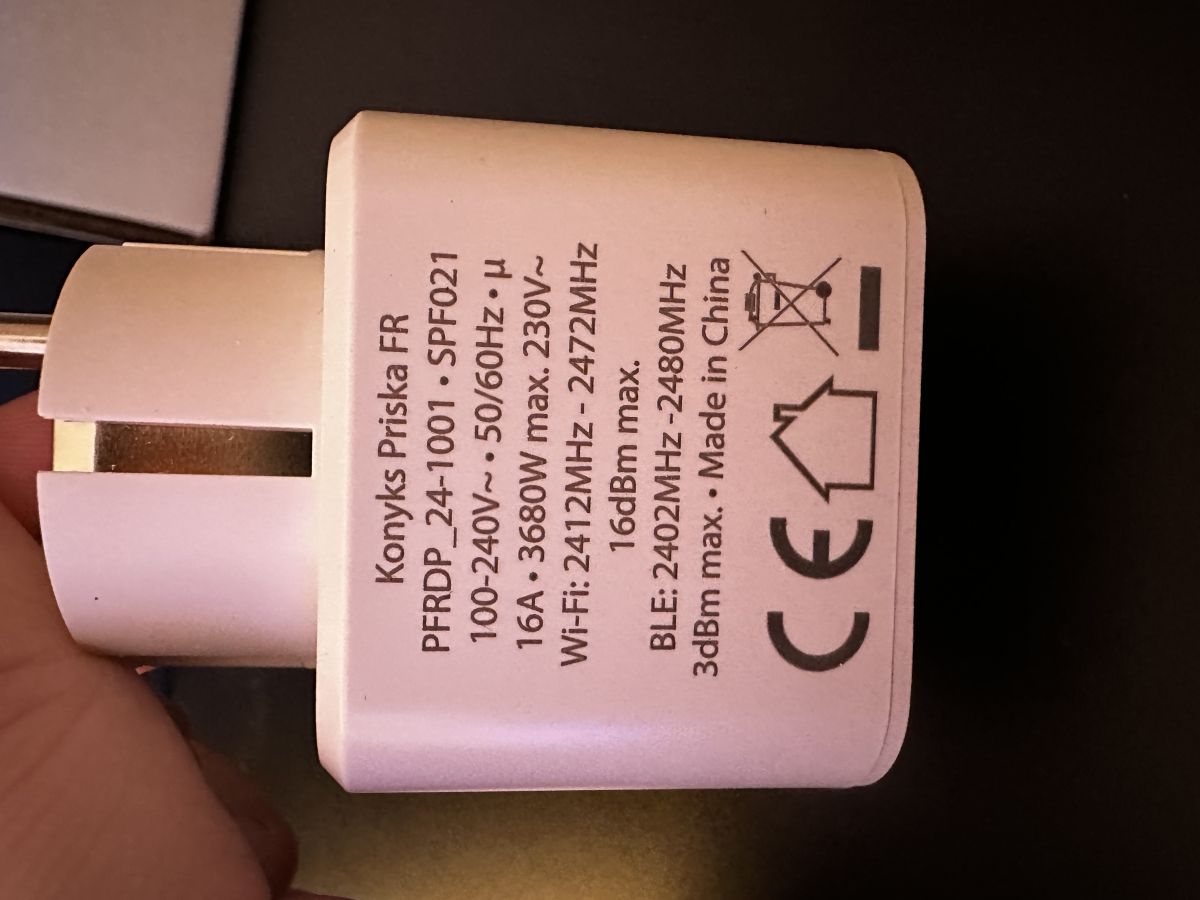 Konyks Priska FR
PFRDP_24-1001 • SPF021
100-240V~ • 50/60Hz • µ
16A • 3680W max. 230V~
Wi-Fi: 2412MHz - 2472MHz
16dBm max.
BLE: 2402MHz -2480MHz
3dBm max. • Made in China
CE